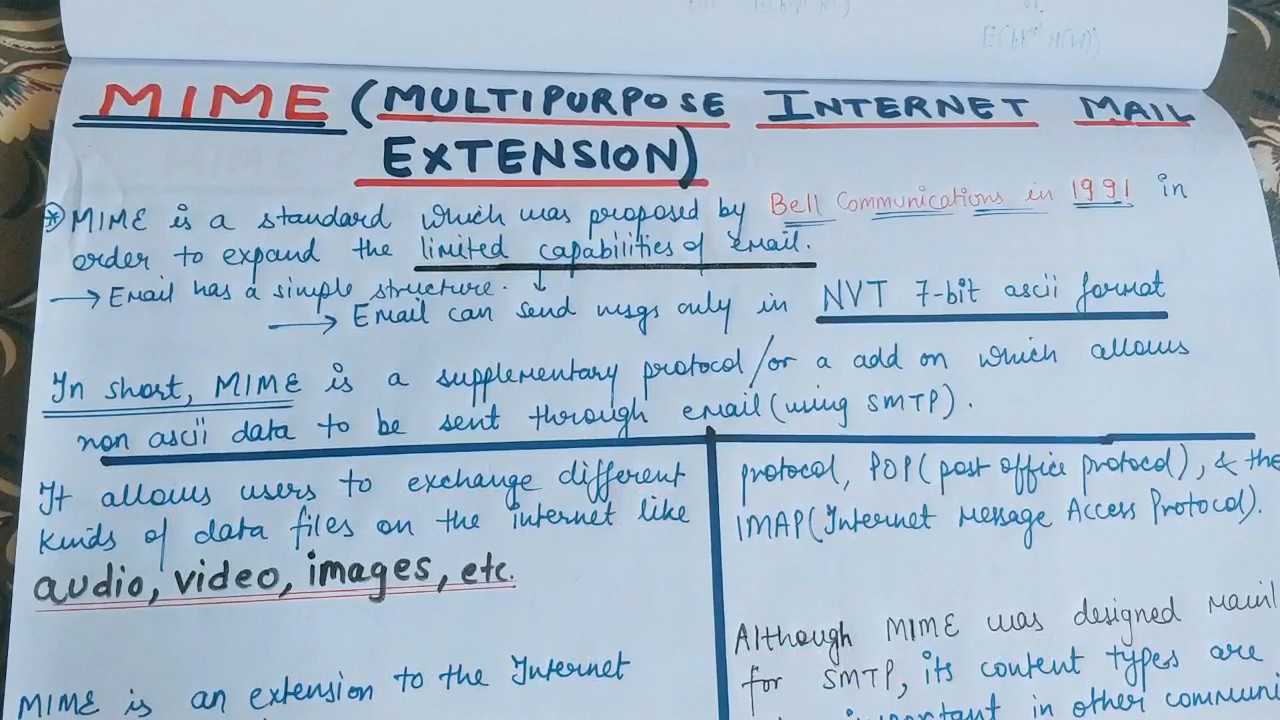 MIME (MULTIPURPOSE INTERNET MAIL
EXTENSION)
MIME is a standard which was proposed by Bell Communications in 1991 in
order to expand the limited capabilities of email.
→ Email has a simple structure. ↓
→ Email can send msgs only in NVT 7-bit ascii format
In short, MIME is a supplementary protocol/or a add on which allows
non ascii data to be sent through email (using SMTP).
It allows users to exchange different
kinds of data files on the internet like
audio, video, images, etc.
MIME is an extension to the Internet
protocol, POP (post office protocol), & the
IMAP (Internet Message Access Protocol).
Although MIME was designed mainl
for SMTP, its content types are
important in other communi